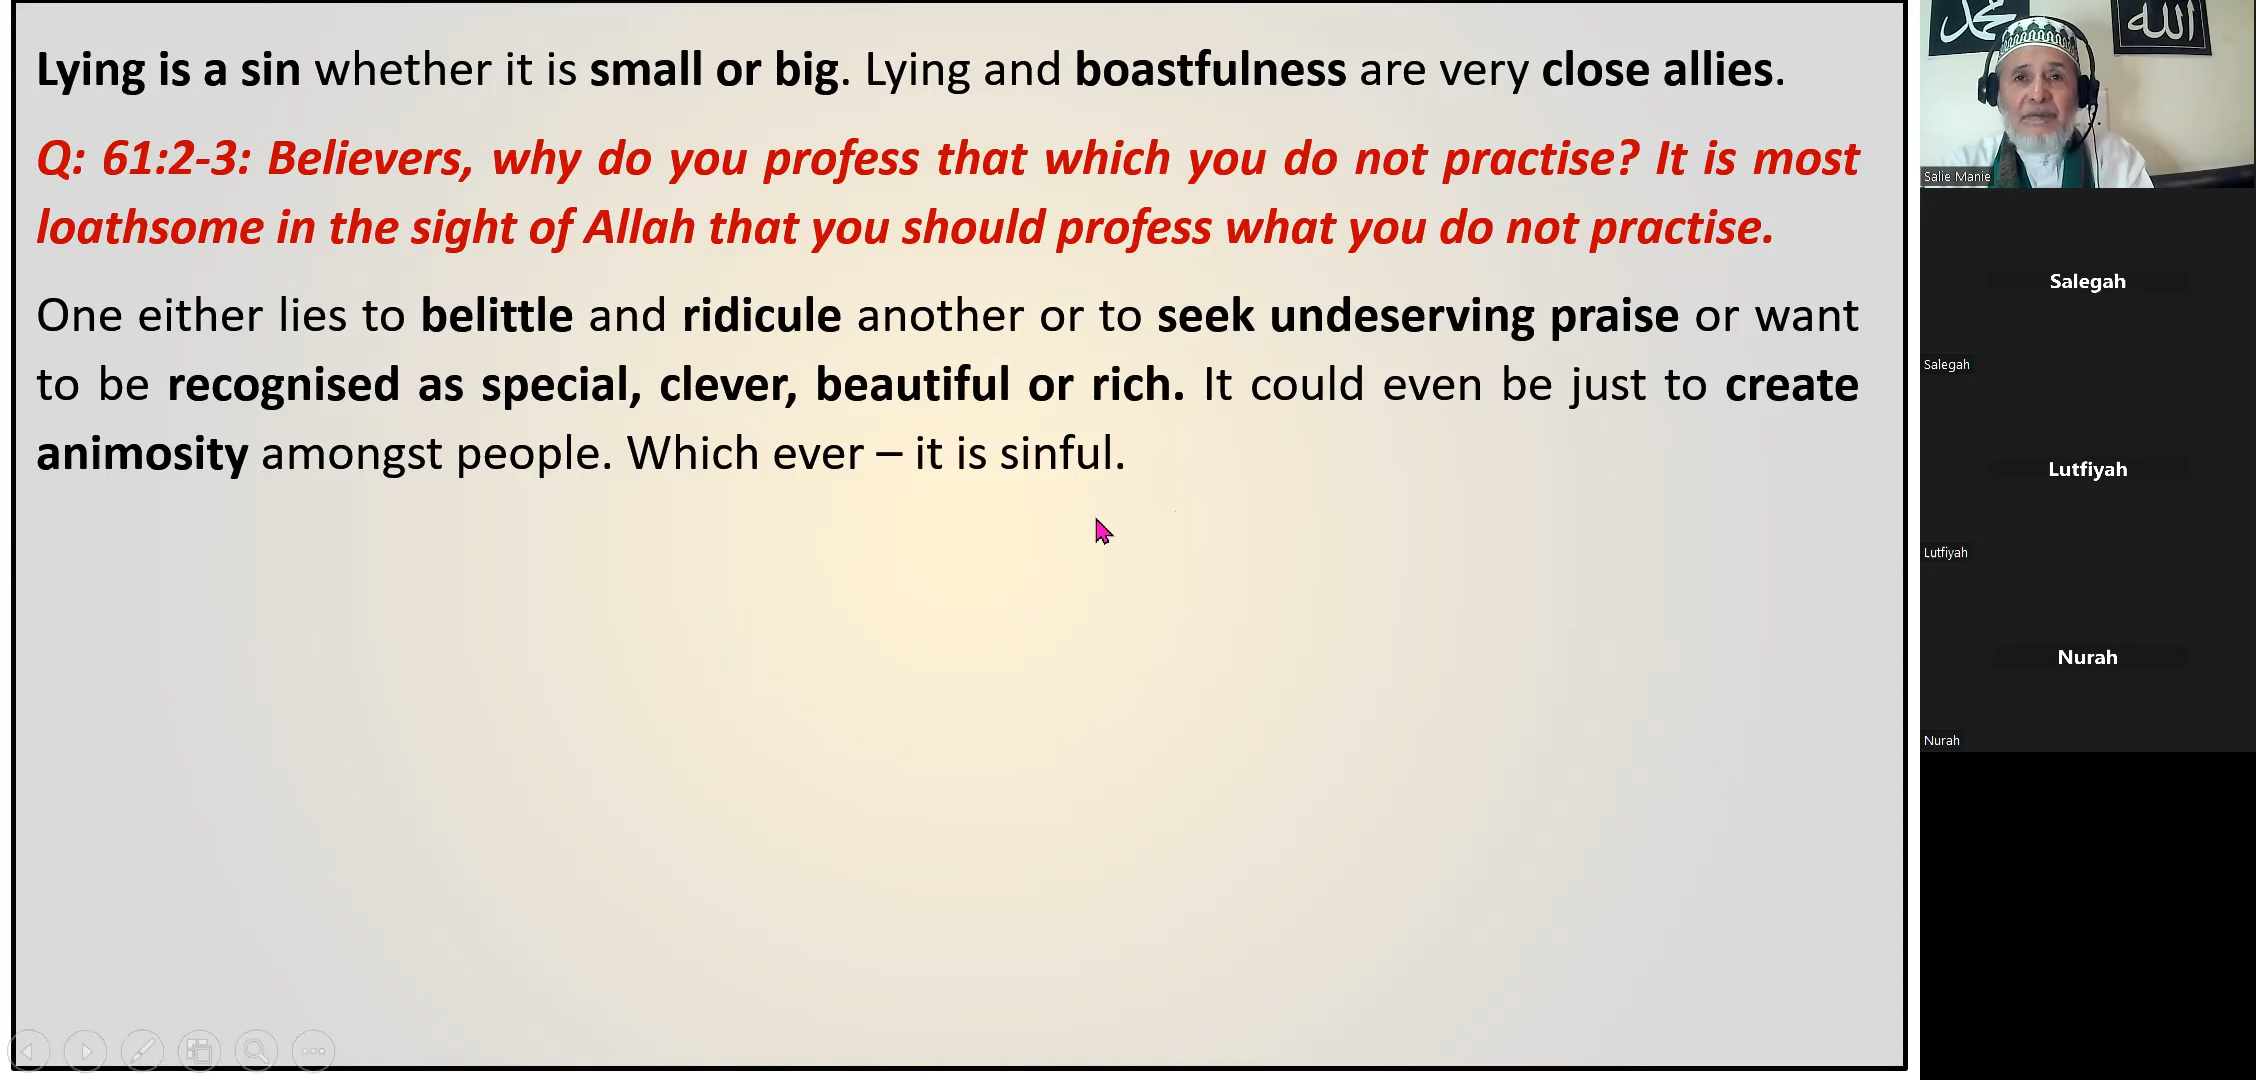 Lying is a sin whether it is small or big. Lying and boastfulness are very close allies.
Q: 61:2-3: Believers, why do you profess that which you do not practise? It is most
loathsome in the sight of Allah that you should profess what you do not practise.
One either lies to belittle and ridicule another or to seek undeserving praise or want
to be recognised as special, clever, beautiful or rich. It could even be just to create
animosity amongst people. Which ever – it is sinful.
محمد
الله
Salie Manie
Salegah
Salegah
Lutfiyah
Lutfiyah
Nurah
Nurah